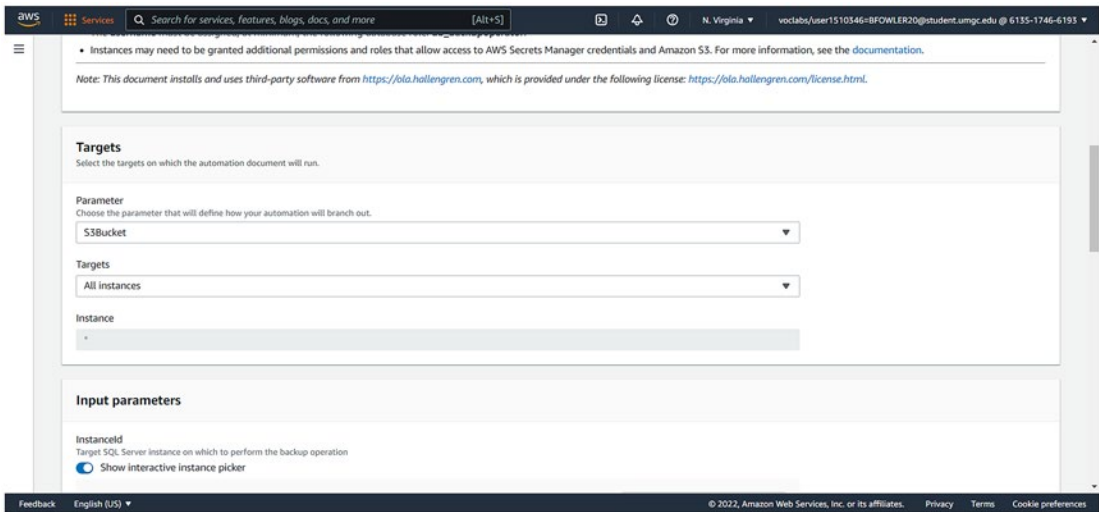 aws Services Search for services, features, blogs, docs, and more [Alt+S] N. Virginia voclabs/user1510346=BFOWLER20@student.umgc.edu @ 6135-1746-6193
• Instances may need to be granted additional permissions and roles that allow access to AWS Secrets Manager credentials and Amazon S3. For more information, see the documentation.
Note: This document installs and uses third-party software from https://ola.hallengren.com, which is provided under the following license: https://ola.hallengren.com/license.html.
Targets
Select the targets on which the automation document will run.
Parameter
Choose the parameter that will define how your automation will branch out.
S3Bucket
Targets
All instances
Instance
*
Input parameters
InstanceId
Target SQL Server instance on which to perform the backup operation
Show interactive instance picker
Feedback English (US) © 2022, Amazon Web Services, Inc. or its affiliates. Privacy Terms Cookie preferences